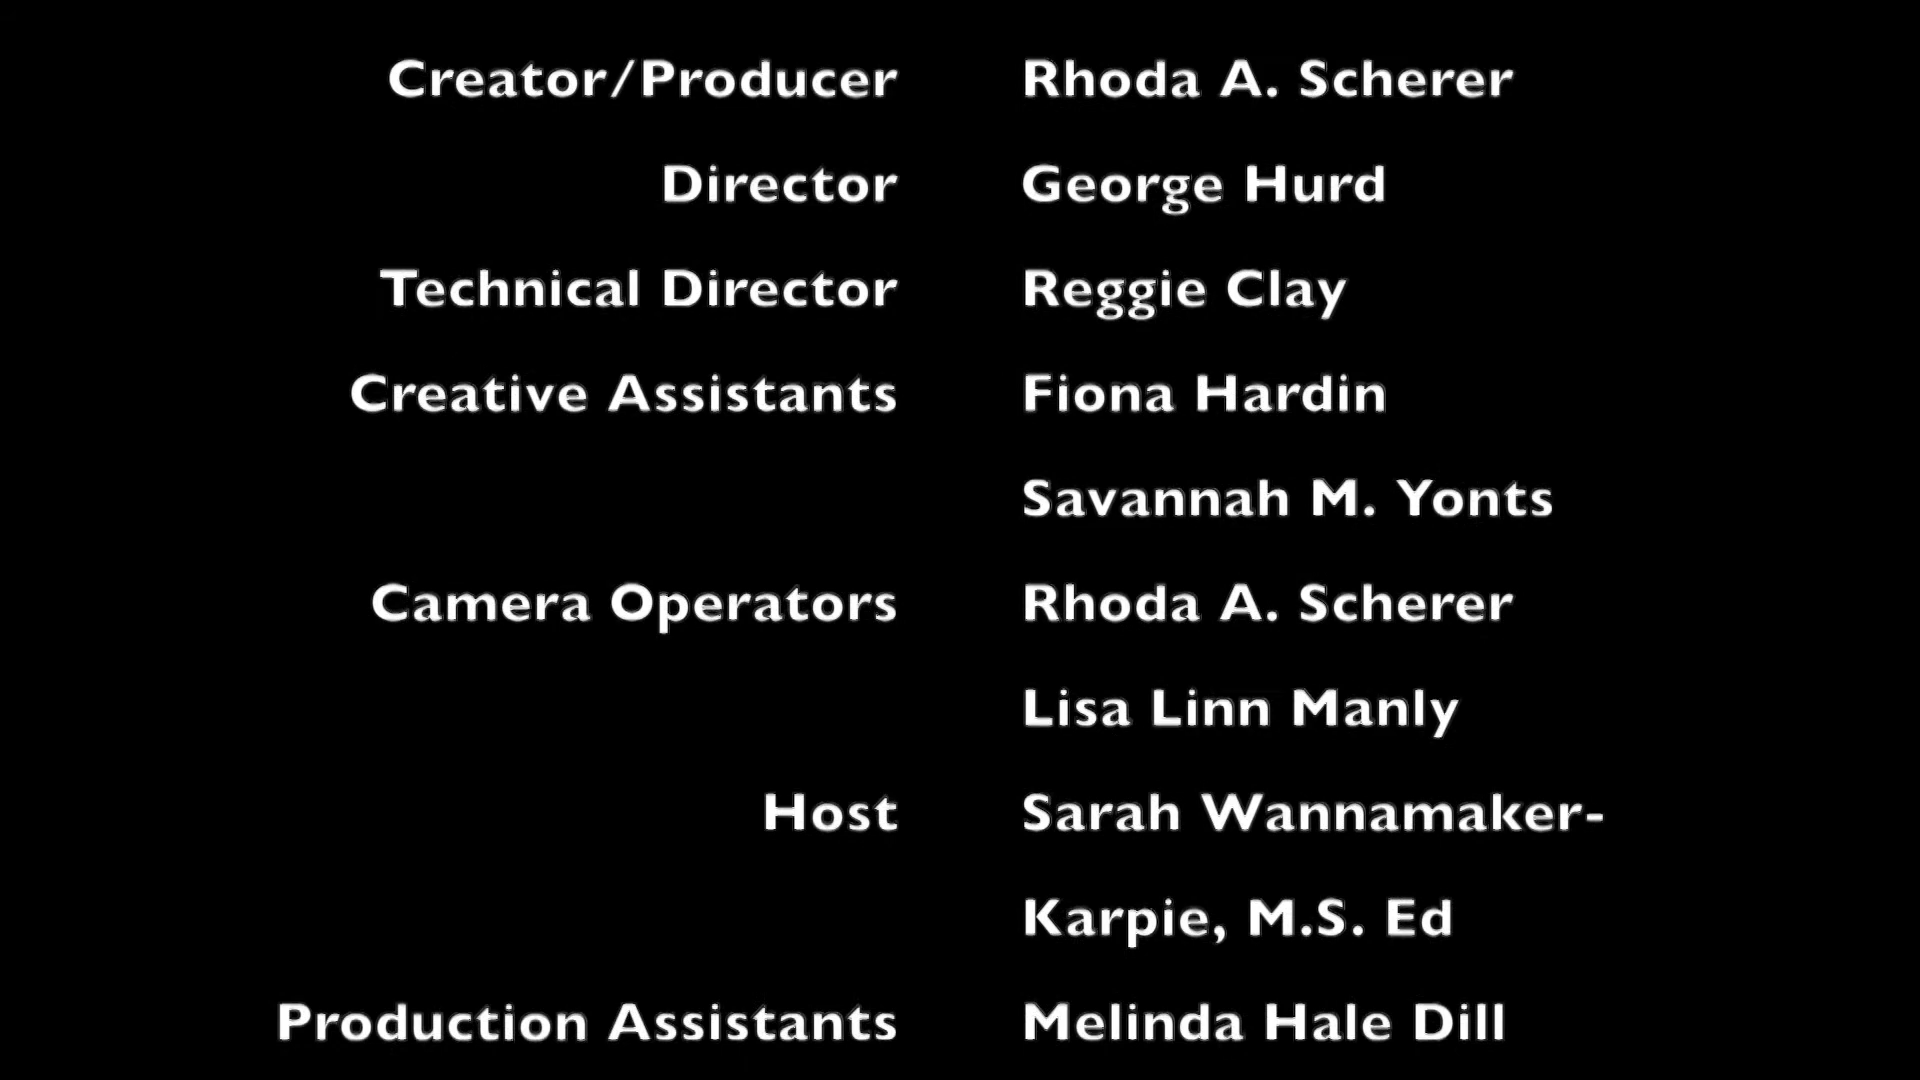 Creator/Producer Rhoda A. Scherer
Director George Hurd
Technical Director Reggie Clay
Creative Assistants Fiona Hardin
Savannah M. Yonts
Camera Operators Rhoda A. Scherer
Lisa Linn Manly
Host Sarah Wannamaker-
Karpie, M.S. Ed
Production Assistants Melinda Hale Dill